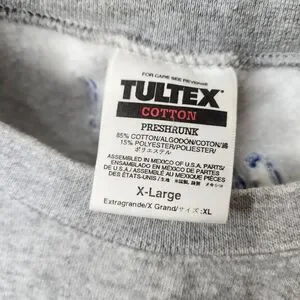 FOR CARE SEE REVERSE
TULTEX
COTTON
PRESHRUNK
85% COTTON/ALGODÓN/COTON/綿
15% POLYESTER/POLIESTER/
ポリエステル
ASSEMBLED IN MEXICO OF U.S.A. PARTS/
ENSAMBLADO EN MÉXICO DE PARTES
DE U.S.A./ ASSEMBLÉ AU MEXIQUE PIÈCES
DES ÉTATS-UNIS/
X-Large
Extragrande/X Grand/サイズ:XL